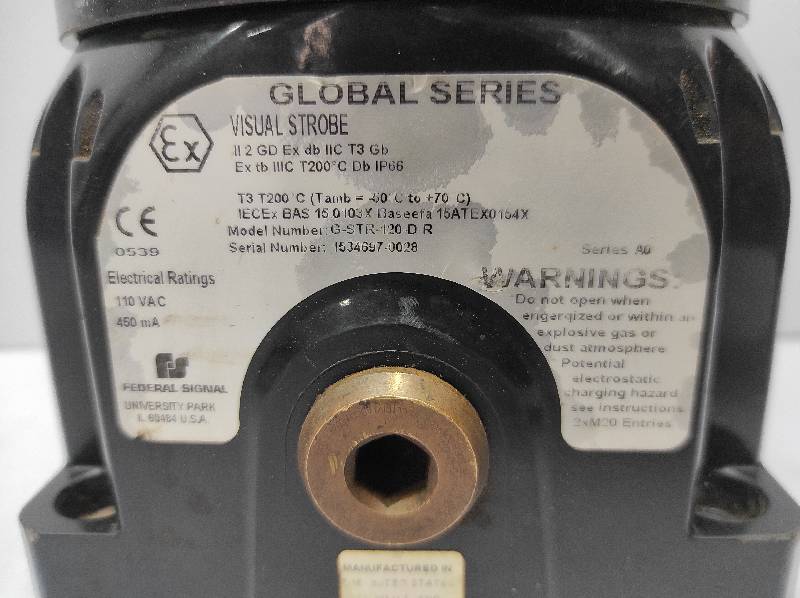 GLOBAL SERIES
Ex
VISUAL STROBE
II 2 GD Ex db IIC T3 Gb
Ex tb IIIC T200°C Db IP66
T3 T200°C (Tamb = -60°C to +70°C)
IECEx BAS 15.0103X Baseefa 15ATEX0154X
CE
0539
Model Number: G-STR-120 D R
Serial Number: 1534697-0028
Series A0
Electrical Ratings
110 VAC
450 mA
WARNINGS:
Do not open when
energized or within an
explosive gas or
dust atmosphere
Potential
electrostatic
charging hazard
see instructions
2xM20 Entries
FEDERAL SIGNAL
UNIVERSITY PARK
IL 60484 U.S.A.
MANUFACTURED IN